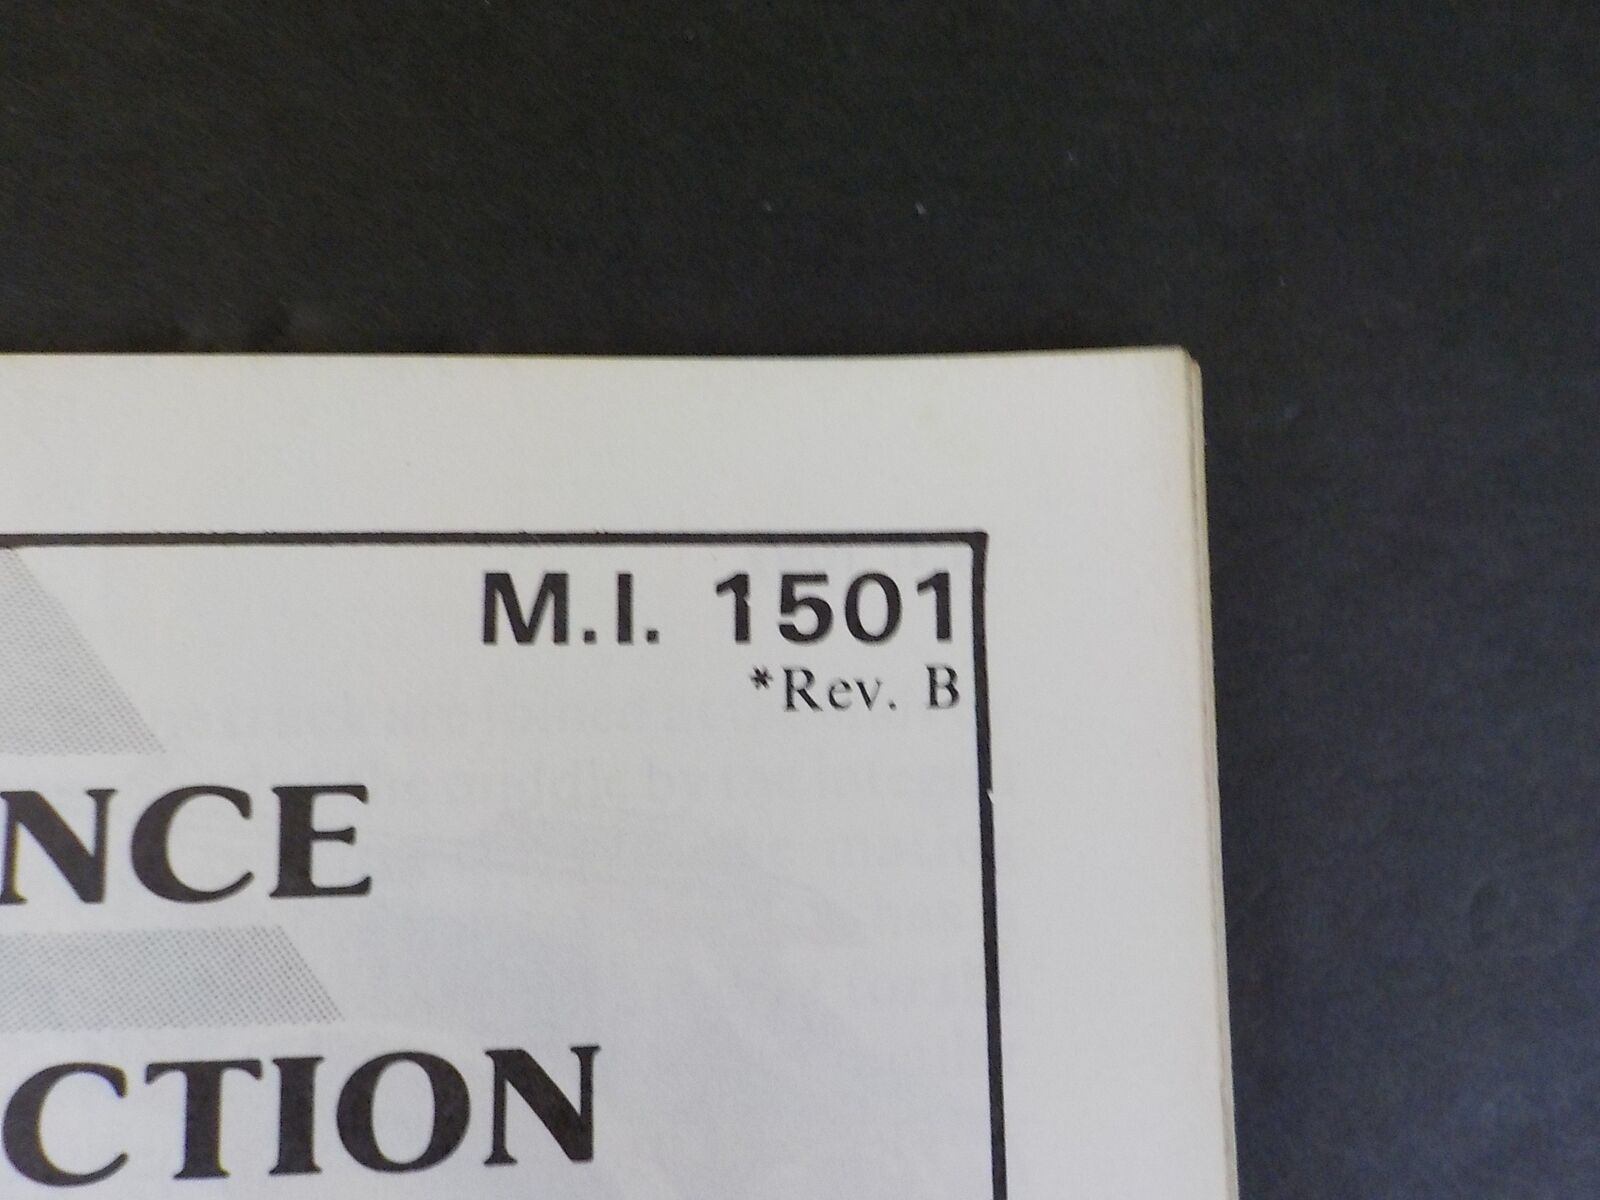 M.I. 1501
*Rev. B
NCE
CTION